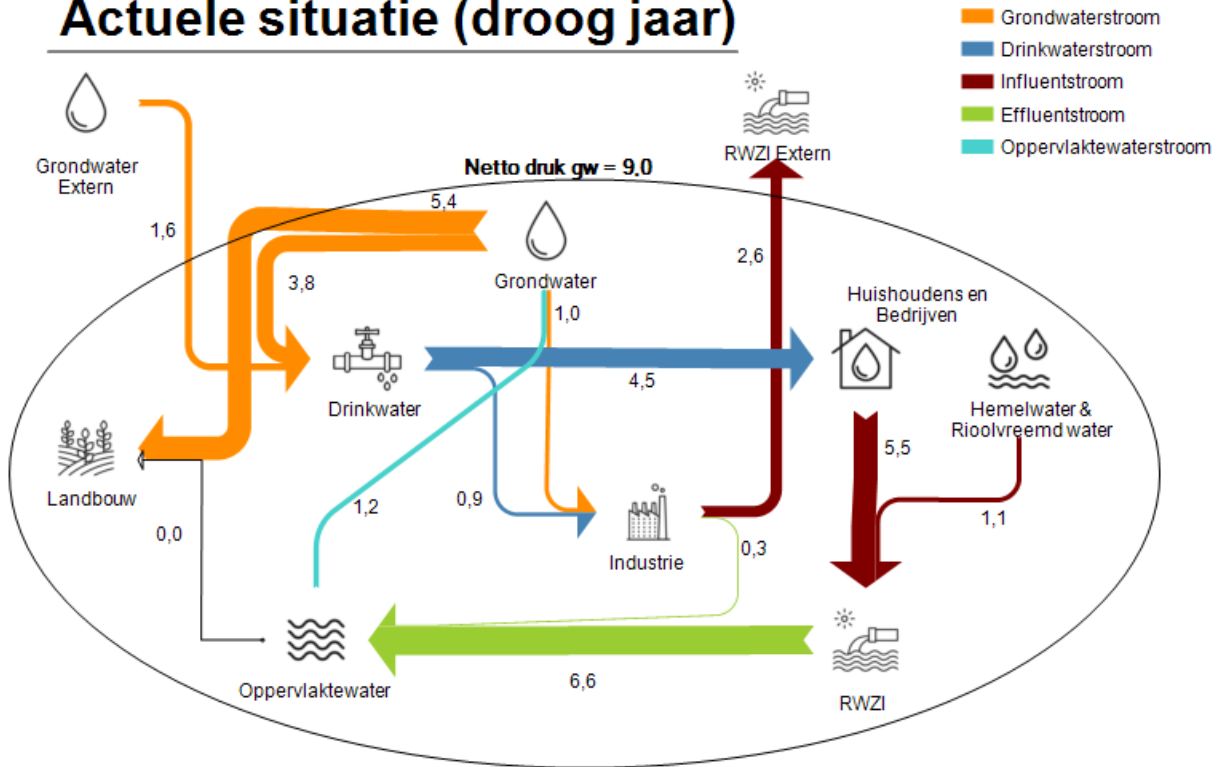 Actuele situatie (droog jaar)
Grondwaterstroom
Drinkwaterstroom
Influentstroom
Effluentstroom
Oppervlaktewaterstroom
Grondwater
Extern
RWZI Extern
Netto druk gw = 9,0
5,4
1,6
2,6
3,8
Grondwater
1,0
Huishoudens en
Bedrijven
4,5
Drinkwater
Hemelwater &
Rioolvreemd water
5,5
Landbouw
0,9
1,2
1,1
0,0
0,3
Industrie
6,6
Oppervlaktewater
RWZI